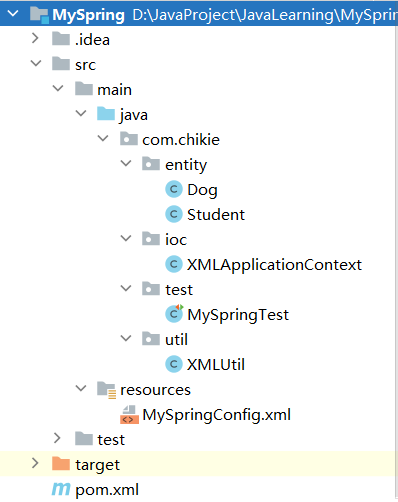 MySpring D:\JavaProject\JavaLearning\MySprin
.idea
src
main
java
com.chikie
entity
Dog
Student
ioc
XMLApplicationContext
test
MySpringTest
util
XMLUtil
resources
MySpringConfig.xml
test
target
pom.xml